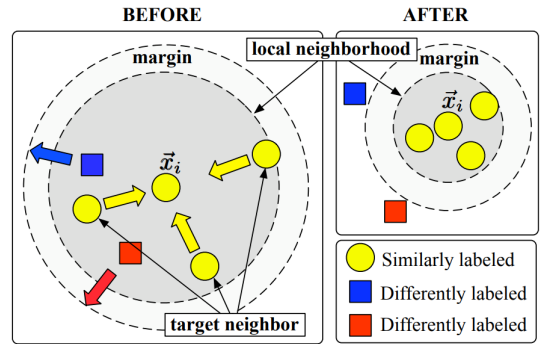 BEFORE
AFTER
local neighborhood
margin
margin
x⃗i
x⃗i
target neighbor
Similarly labeled
Differently labeled
Differently labeled